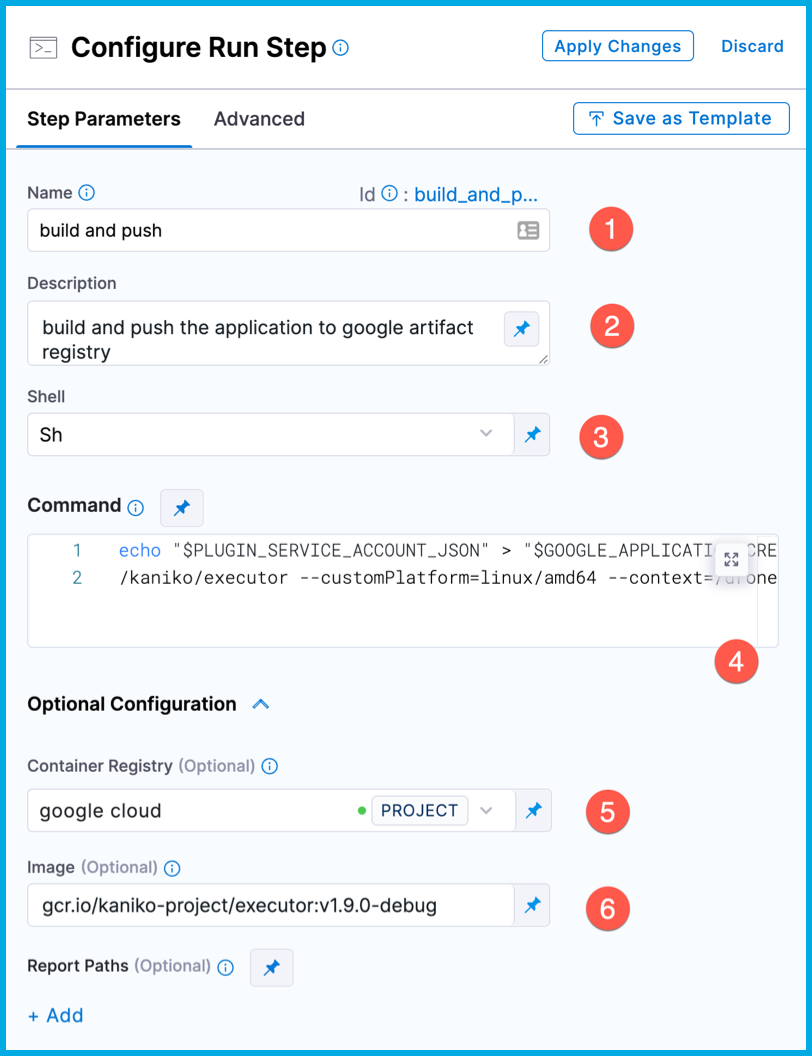 Configure Run Step
Apply Changes
Discard
Step Parameters
Advanced
Save as Template
Name
Id : build_and_p...
build and push
1
Description
build and push the application to google artifact
registry
2
Shell
Sh
3
Command
1 echo "$PLUGIN_SERVICE_ACCOUNT_JSON" > "$GOOGLE_APPLICATI CRE
2 /kaniko/executor --customPlatform=linux/amd64 --context=/drone
4
Optional Configuration
Container Registry (Optional)
google cloud
PROJECT
5
Image (Optional)
gcr.io/kaniko-project/executor:v1.9.0-debug
6
Report Paths (Optional)
+ Add